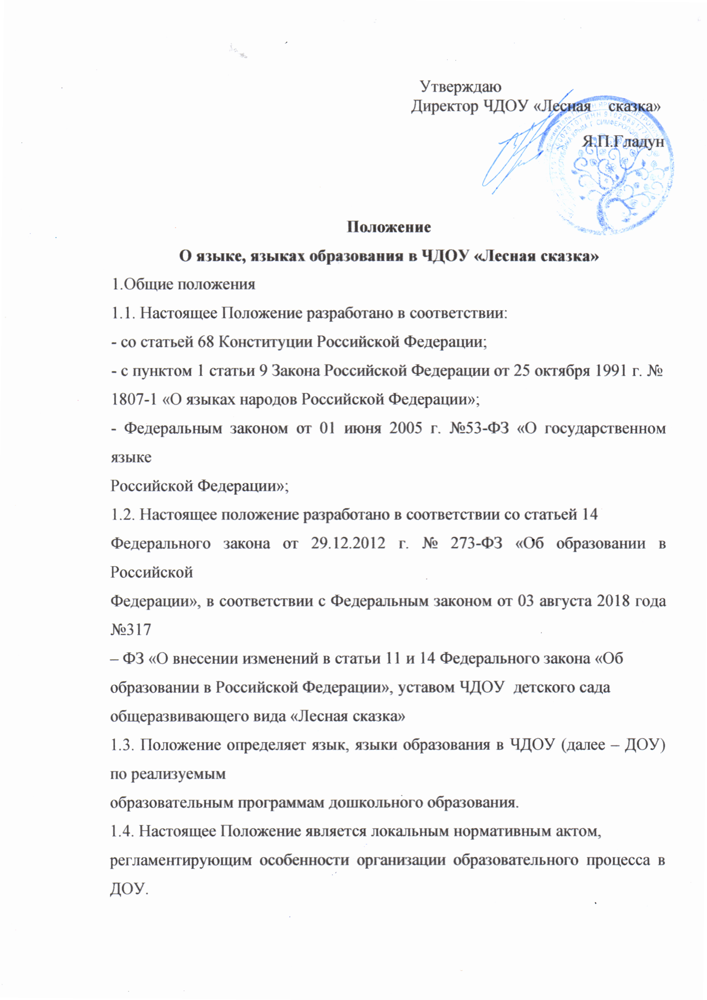 Утверждаю
Директор ЧДОУ «Лесная сказка»
Я.П.Гладун
ЯР ПЕТРОВИЧ
ИНН 910208917701
РЕСПУБЛИКА КРЫМ Г. СИМФЕРОПОЛЬ
Положение
О языке, языках образования в ЧДОУ «Лесная сказка»
1.Общие положения
1.1. Настоящее Положение разработано в соответствии:
- со статьей 68 Конституции Российской Федерации;
- с пунктом 1 статьи 9 Закона Российской Федерации от 25 октября 1991 г. №
1807-1 «О языках народов Российской Федерации»;
- Федеральным законом от 01 июня 2005 г. №53-ФЗ «О государственном
языке
Российской Федерации»;
1.2. Настоящее положение разработано в соответствии со статьей 14
Федерального закона от 29.12.2012 г. № 273-ФЗ «Об образовании в
Российской
Федерации», в соответствии с Федеральным законом от 03 августа 2018 года
№317
– ФЗ «О внесении изменений в статьи 11 и 14 Федерального закона «Об
образовании в Российской Федерации», уставом ЧДОУ детского сада
общеразвивающего вида «Лесная сказка»
1.3. Положение определяет язык, языки образования в ЧДОУ (далее – ДОУ)
по реализуемым
образовательным программам дошкольного образования.
1.4. Настоящее Положение является локальным нормативным актом,
регламентирующим особенности организации образовательного процесса в
ДОУ.